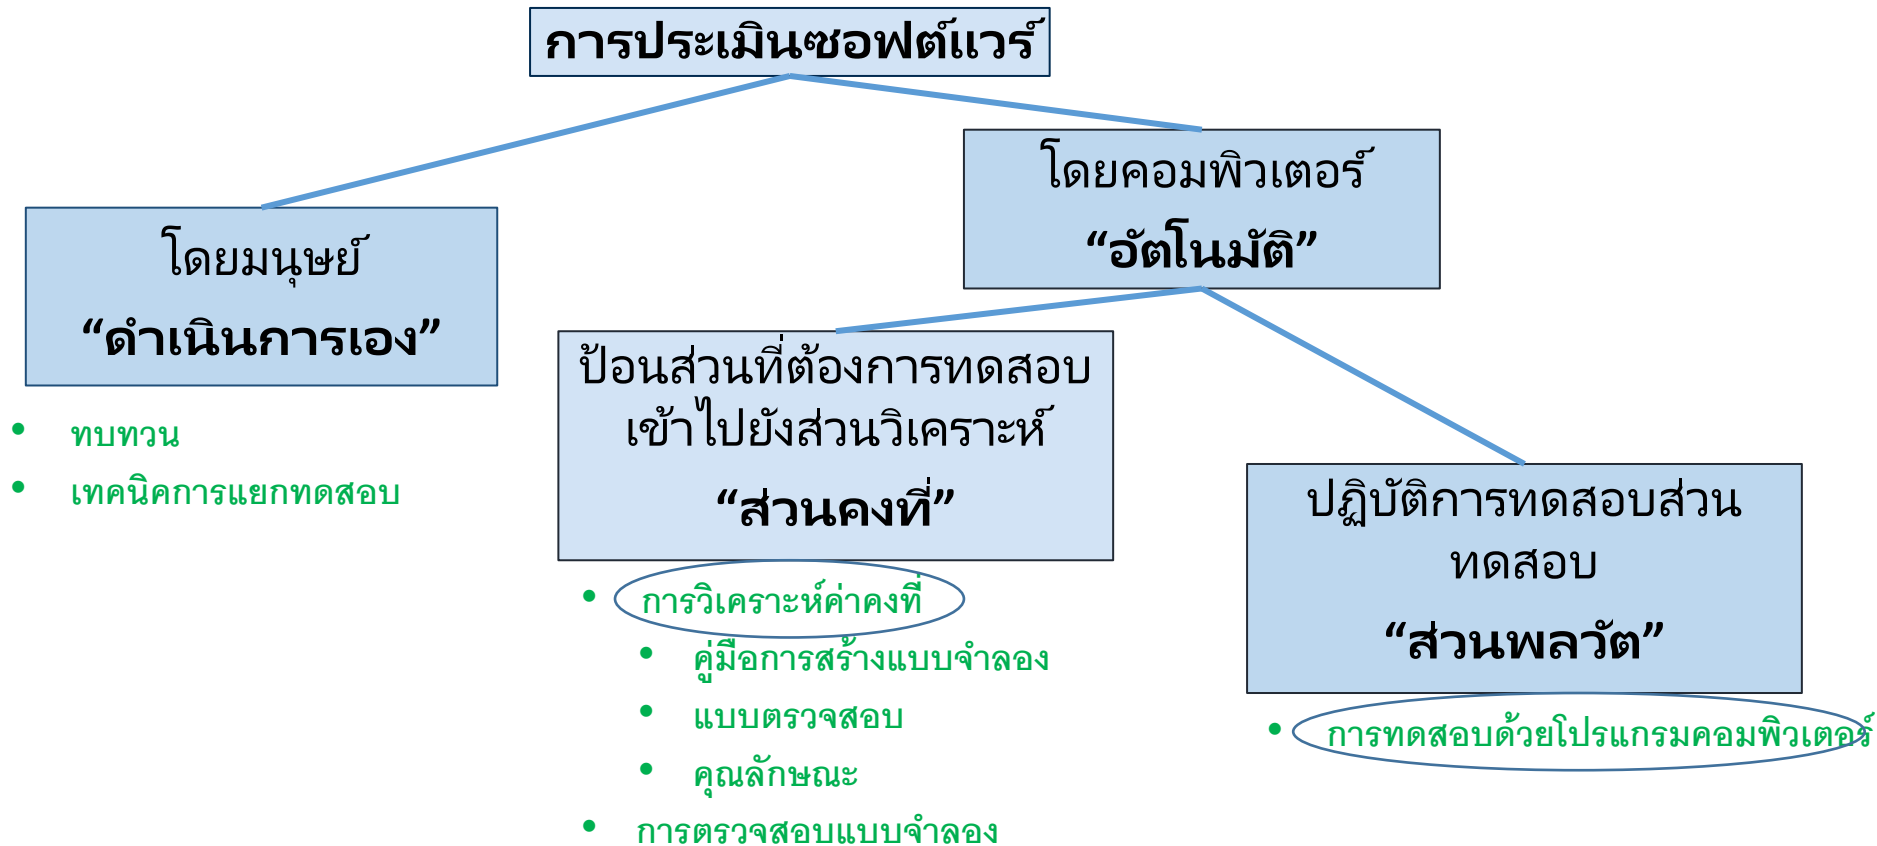 การประเมินซอฟต์แวร์
โดยคอมพิวเตอร์
“อัตโนมัติ”
โดยมนุษย์
“ดำเนินการเอง”
• ทบทวน
• เทคนิคการแยกทดสอบ
ป้อนส่วนที่ต้องการทดสอบ
เข้าไปยังส่วนวิเคราะห์
“ส่วนคงที่”
• การวิเคราะห์ค่าคงที่
• คู่มือการสร้างแบบจำลอง
• แบบตรวจสอบ
• คุณลักษณะ
• การตรวจสอบแบบจำลอง
ปฏิบัติการทดสอบส่วน
ทดสอบ
“ส่วนพลวัต”
• การทดสอบด้วยโปรแกรมคอมพิวเตอร์